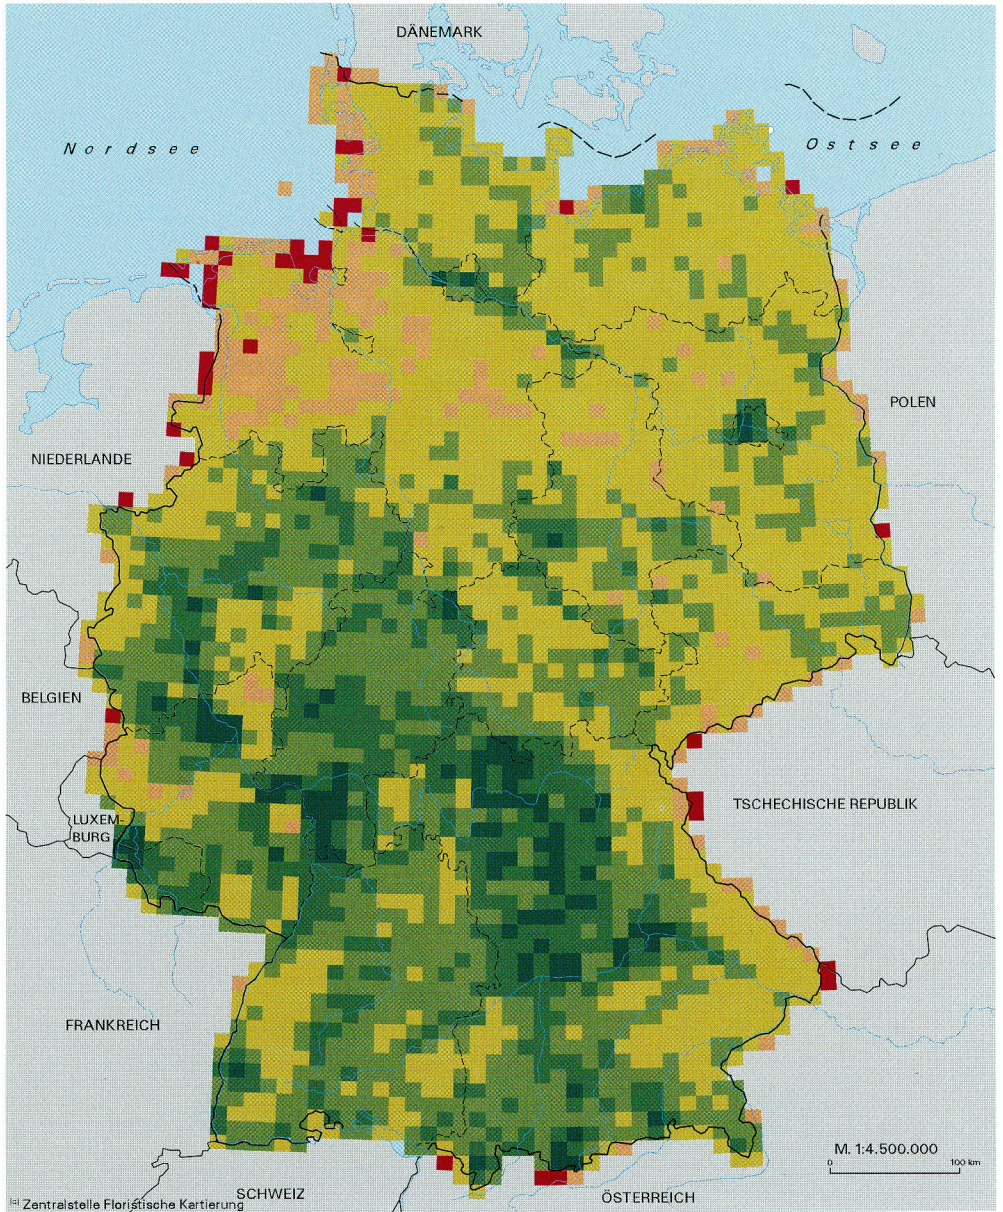 DÄNEMARK
Nordsee
Ostsee
POLEN
NIEDERLANDE
BELGIEN
TSCHECHISCHE REPUBLIK
LUXEM-
BURG
FRANKREICH
M. 1:4.500.000
0 100 km
SCHWEIZ
ÖSTERREICH
(c) Zentralstelle Floristische Kartierung